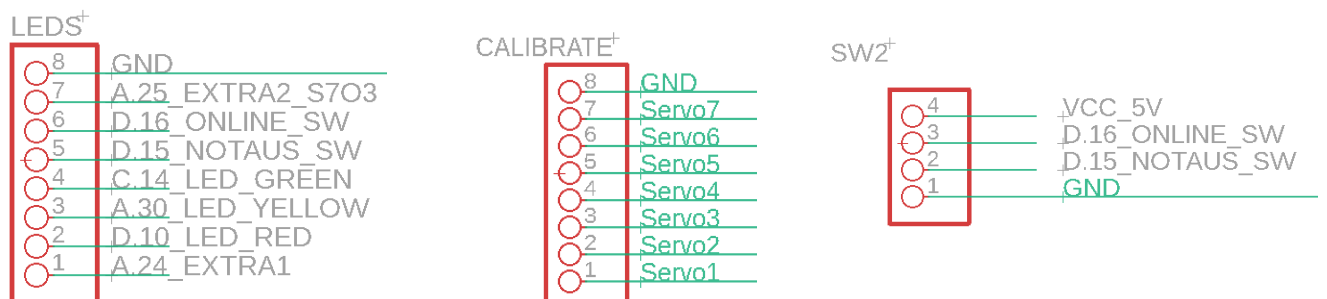 LEDS
8 GND
7 A.25_EXTRA2_S7O3
6 D.16_ONLINE_SW
5 D.15_NOTAUS_SW
4 C.14_LED_GREEN
3 A.30_LED_YELLOW
2 D.10_LED_RED
1 A.24_EXTRA1
CALIBRATE
8 GND
7 Servo7
6 Servo6
5 Servo5
4 Servo4
3 Servo3
2 Servo2
1 Servo1
SW2
4 VCC_5V
3 D.16_ONLINE_SW
2 D.15_NOTAUS_SW
1 GND